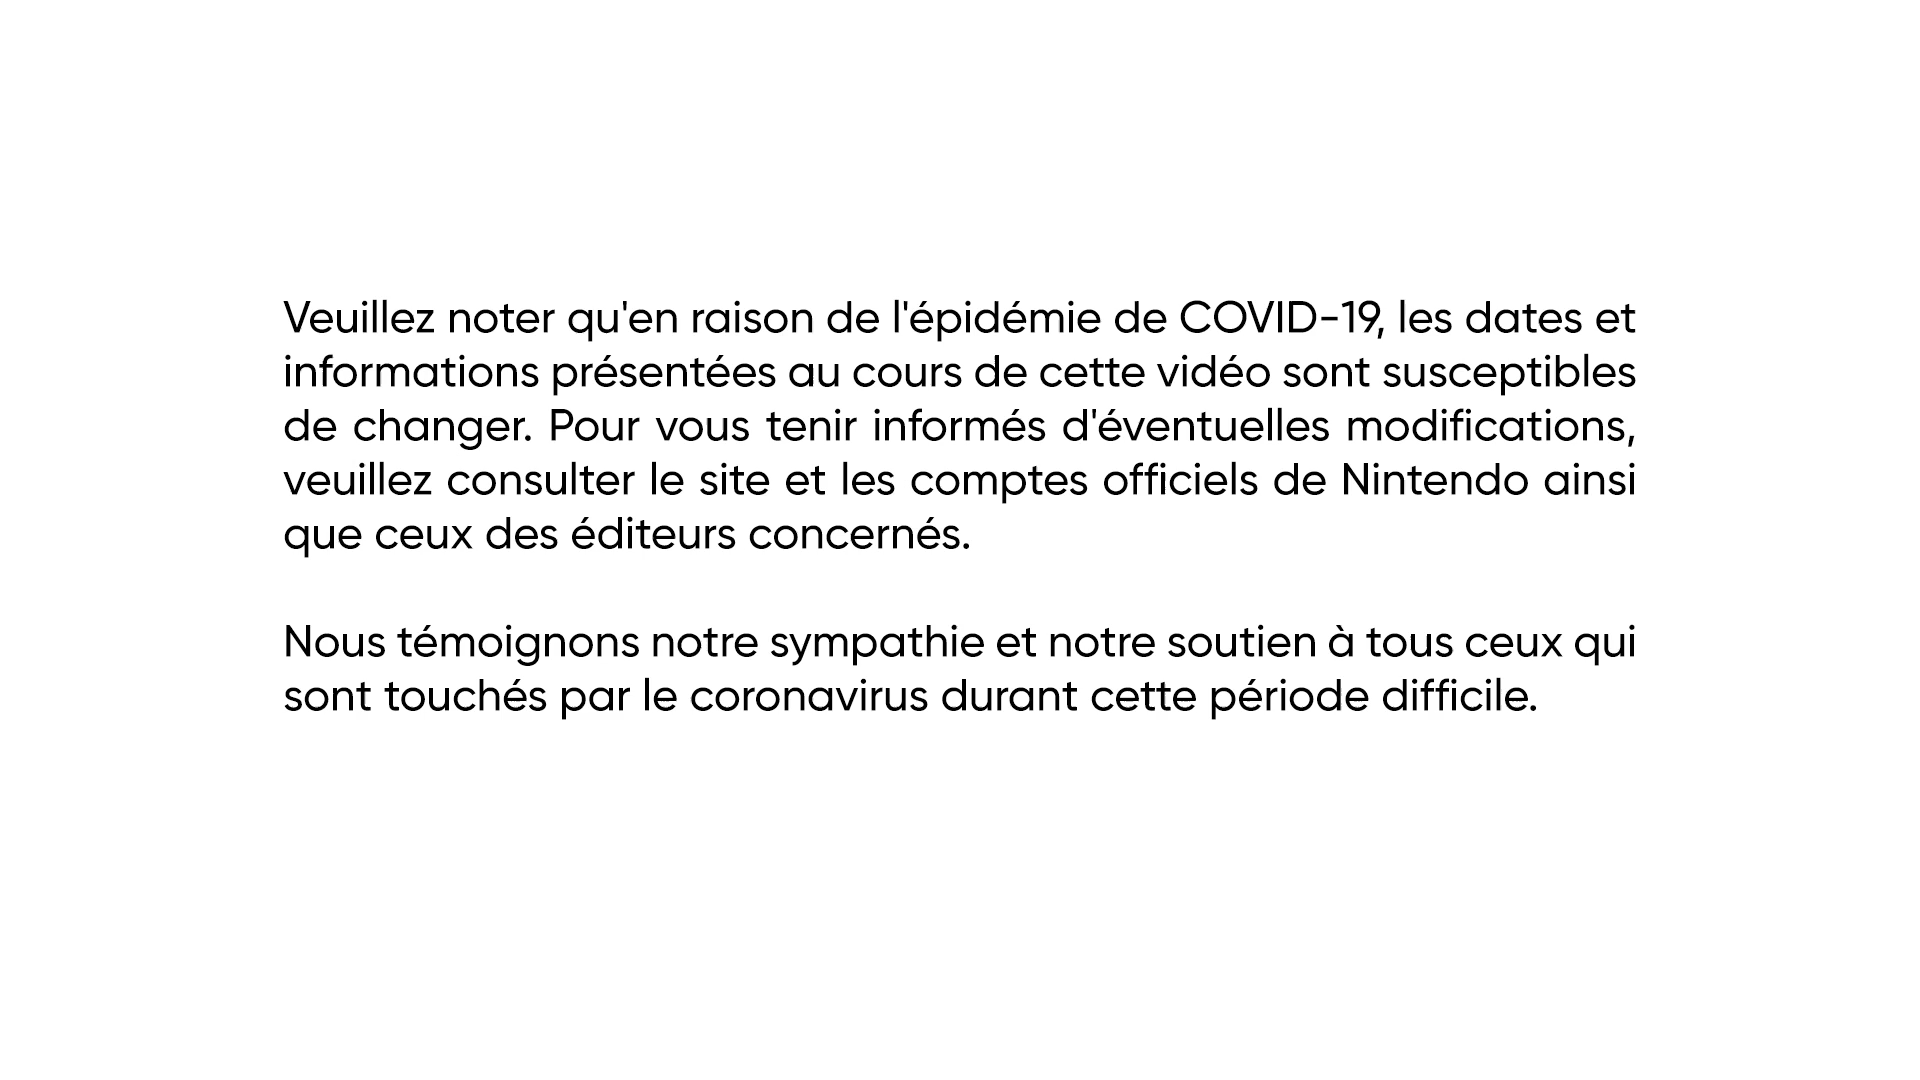 Veuillez noter qu'en raison de l'épidémie de COVID-19, les dates et
informations présentées au cours de cette vidéo sont susceptibles
de changer. Pour vous tenir informés d'éventuelles modifications,
veuillez consulter le site et les comptes officiels de Nintendo ainsi
que ceux des éditeurs concernés.
Nous témoignons notre sympathie et notre soutien à tous ceux qui
sont touchés par le coronavirus durant cette période difficile.